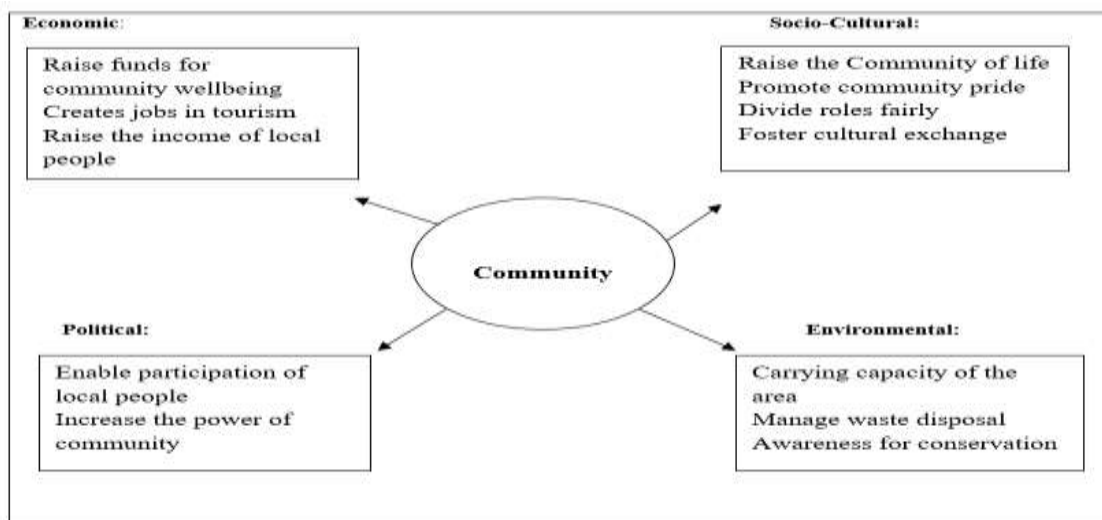 Economic:
Raise funds for
community wellbeing
Creates jobs in tourism
Raise the income of local
people
Socio-Cultural:
Raise the Community of life
Promote community pride
Divide roles fairly
Foster cultural exchange
Community
Political:
Enable participation of
local people
Increase the power of
community
Environmental:
Carrying capacity of the
area
Manage waste disposal
Awareness for conservation